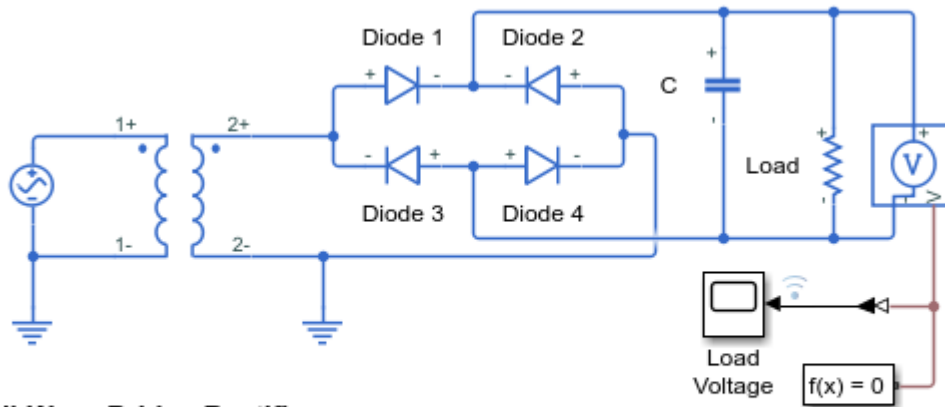 Diode 1 Diode 2
+ - - +
+
C
1+ 2+
- + + -
-
+ +
Load V
Diode 3 Diode 4
- - V
1- 2-
Load
Voltage
f(x) = 0